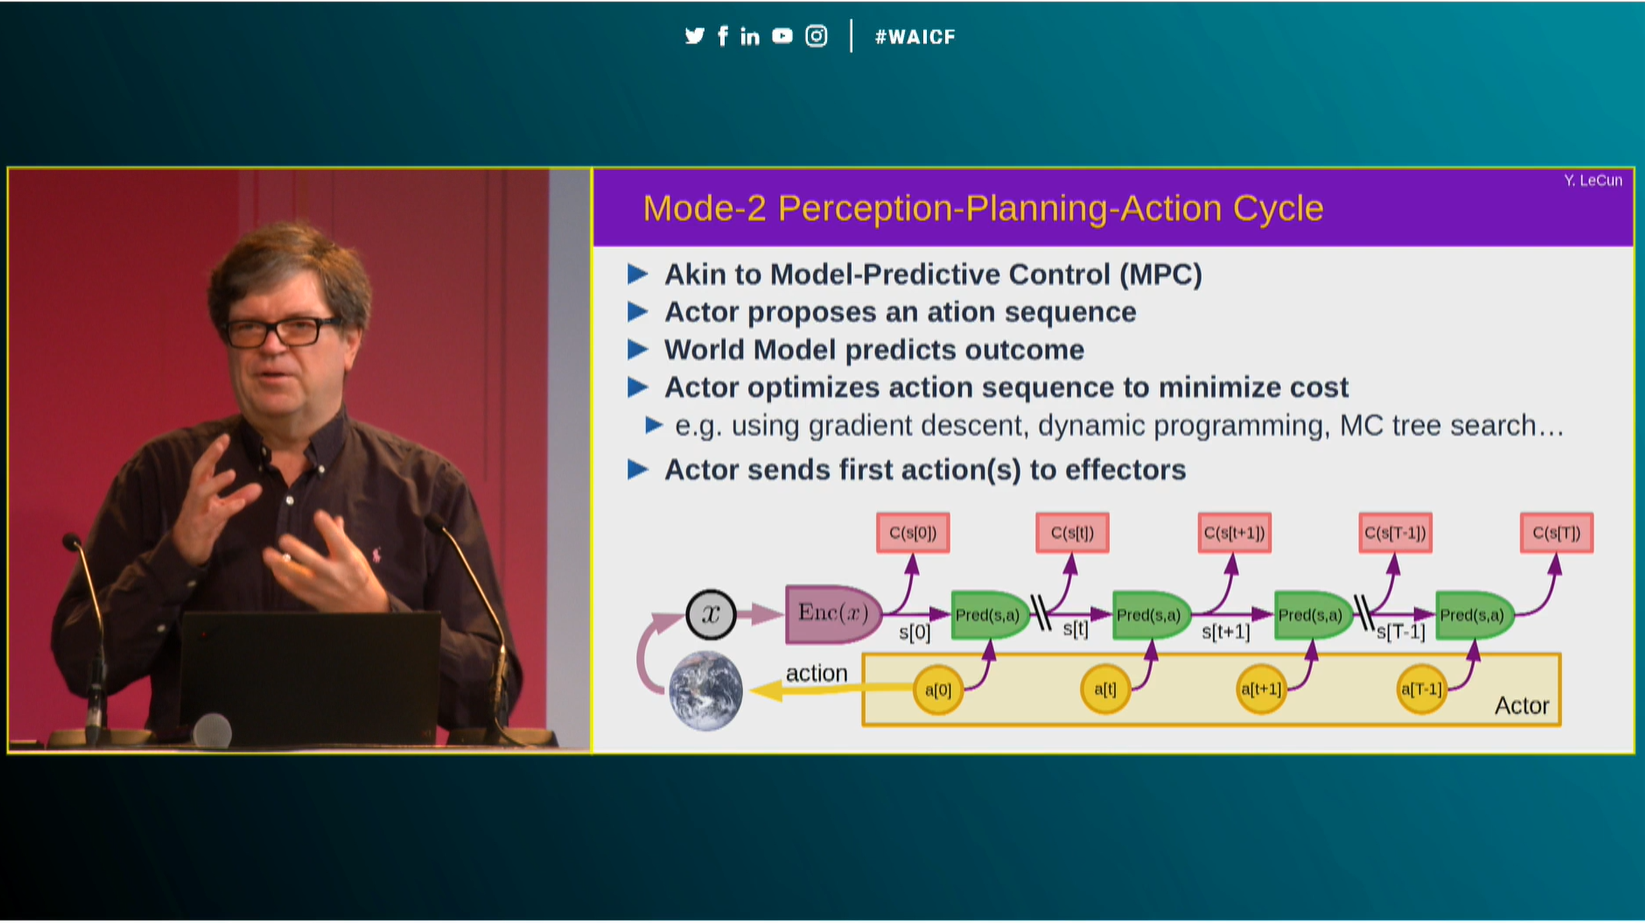 #WAICF
Y. LeCun
Mode-2 Perception-Planning-Action Cycle
Akin to Model-Predictive Control (MPC)
Actor proposes an ation sequence
World Model predicts outcome
Actor optimizes action sequence to minimize cost
e.g. using gradient descent, dynamic programming, MC tree search…
Actor sends first action(s) to effectors
C(s[0]) C(s[t]) C(s[t+1]) C(s[T-1]) C(s[T])
x Enc(x) Pred(s,a) Pred(s,a) Pred(s,a) Pred(s,a)
s[0] s[t] s[t+1] s[T-1]
action
a[0] a[t] a[t+1] a[T-1]
Actor